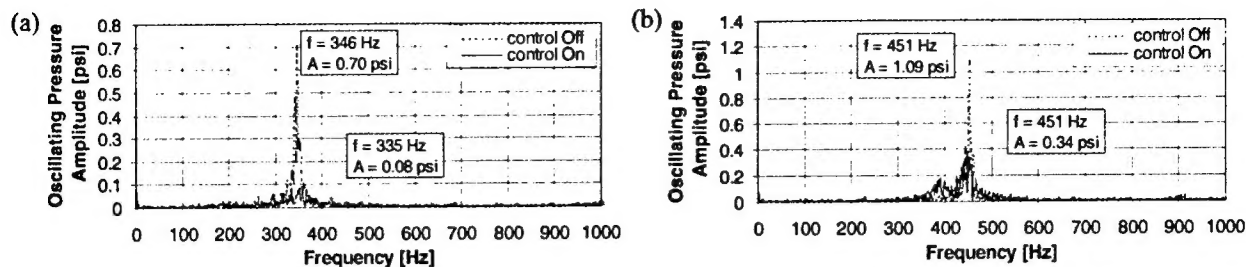 (a)
Oscillating Pressure
Amplitude [psi]
0.8
0.7
0.6
0.5
0.4
0.3
0.2
0.1
0
f = 346 Hz
A = 0.70 psi
control Off
control On
f = 335 Hz
A = 0.08 psi
0 100 200 300 400 500 600 700 800 900 1000
Frequency [Hz]
(b)
Oscillating Pressure
Amplitude [psi]
1.4
1.2
1
0.8
0.6
0.4
0.2
0
f = 451 Hz
A = 1.09 psi
control Off
control On
f = 451 Hz
A = 0.34 psi
0 100 200 300 400 500 600 700 800 900 1000
Frequency [Hz]